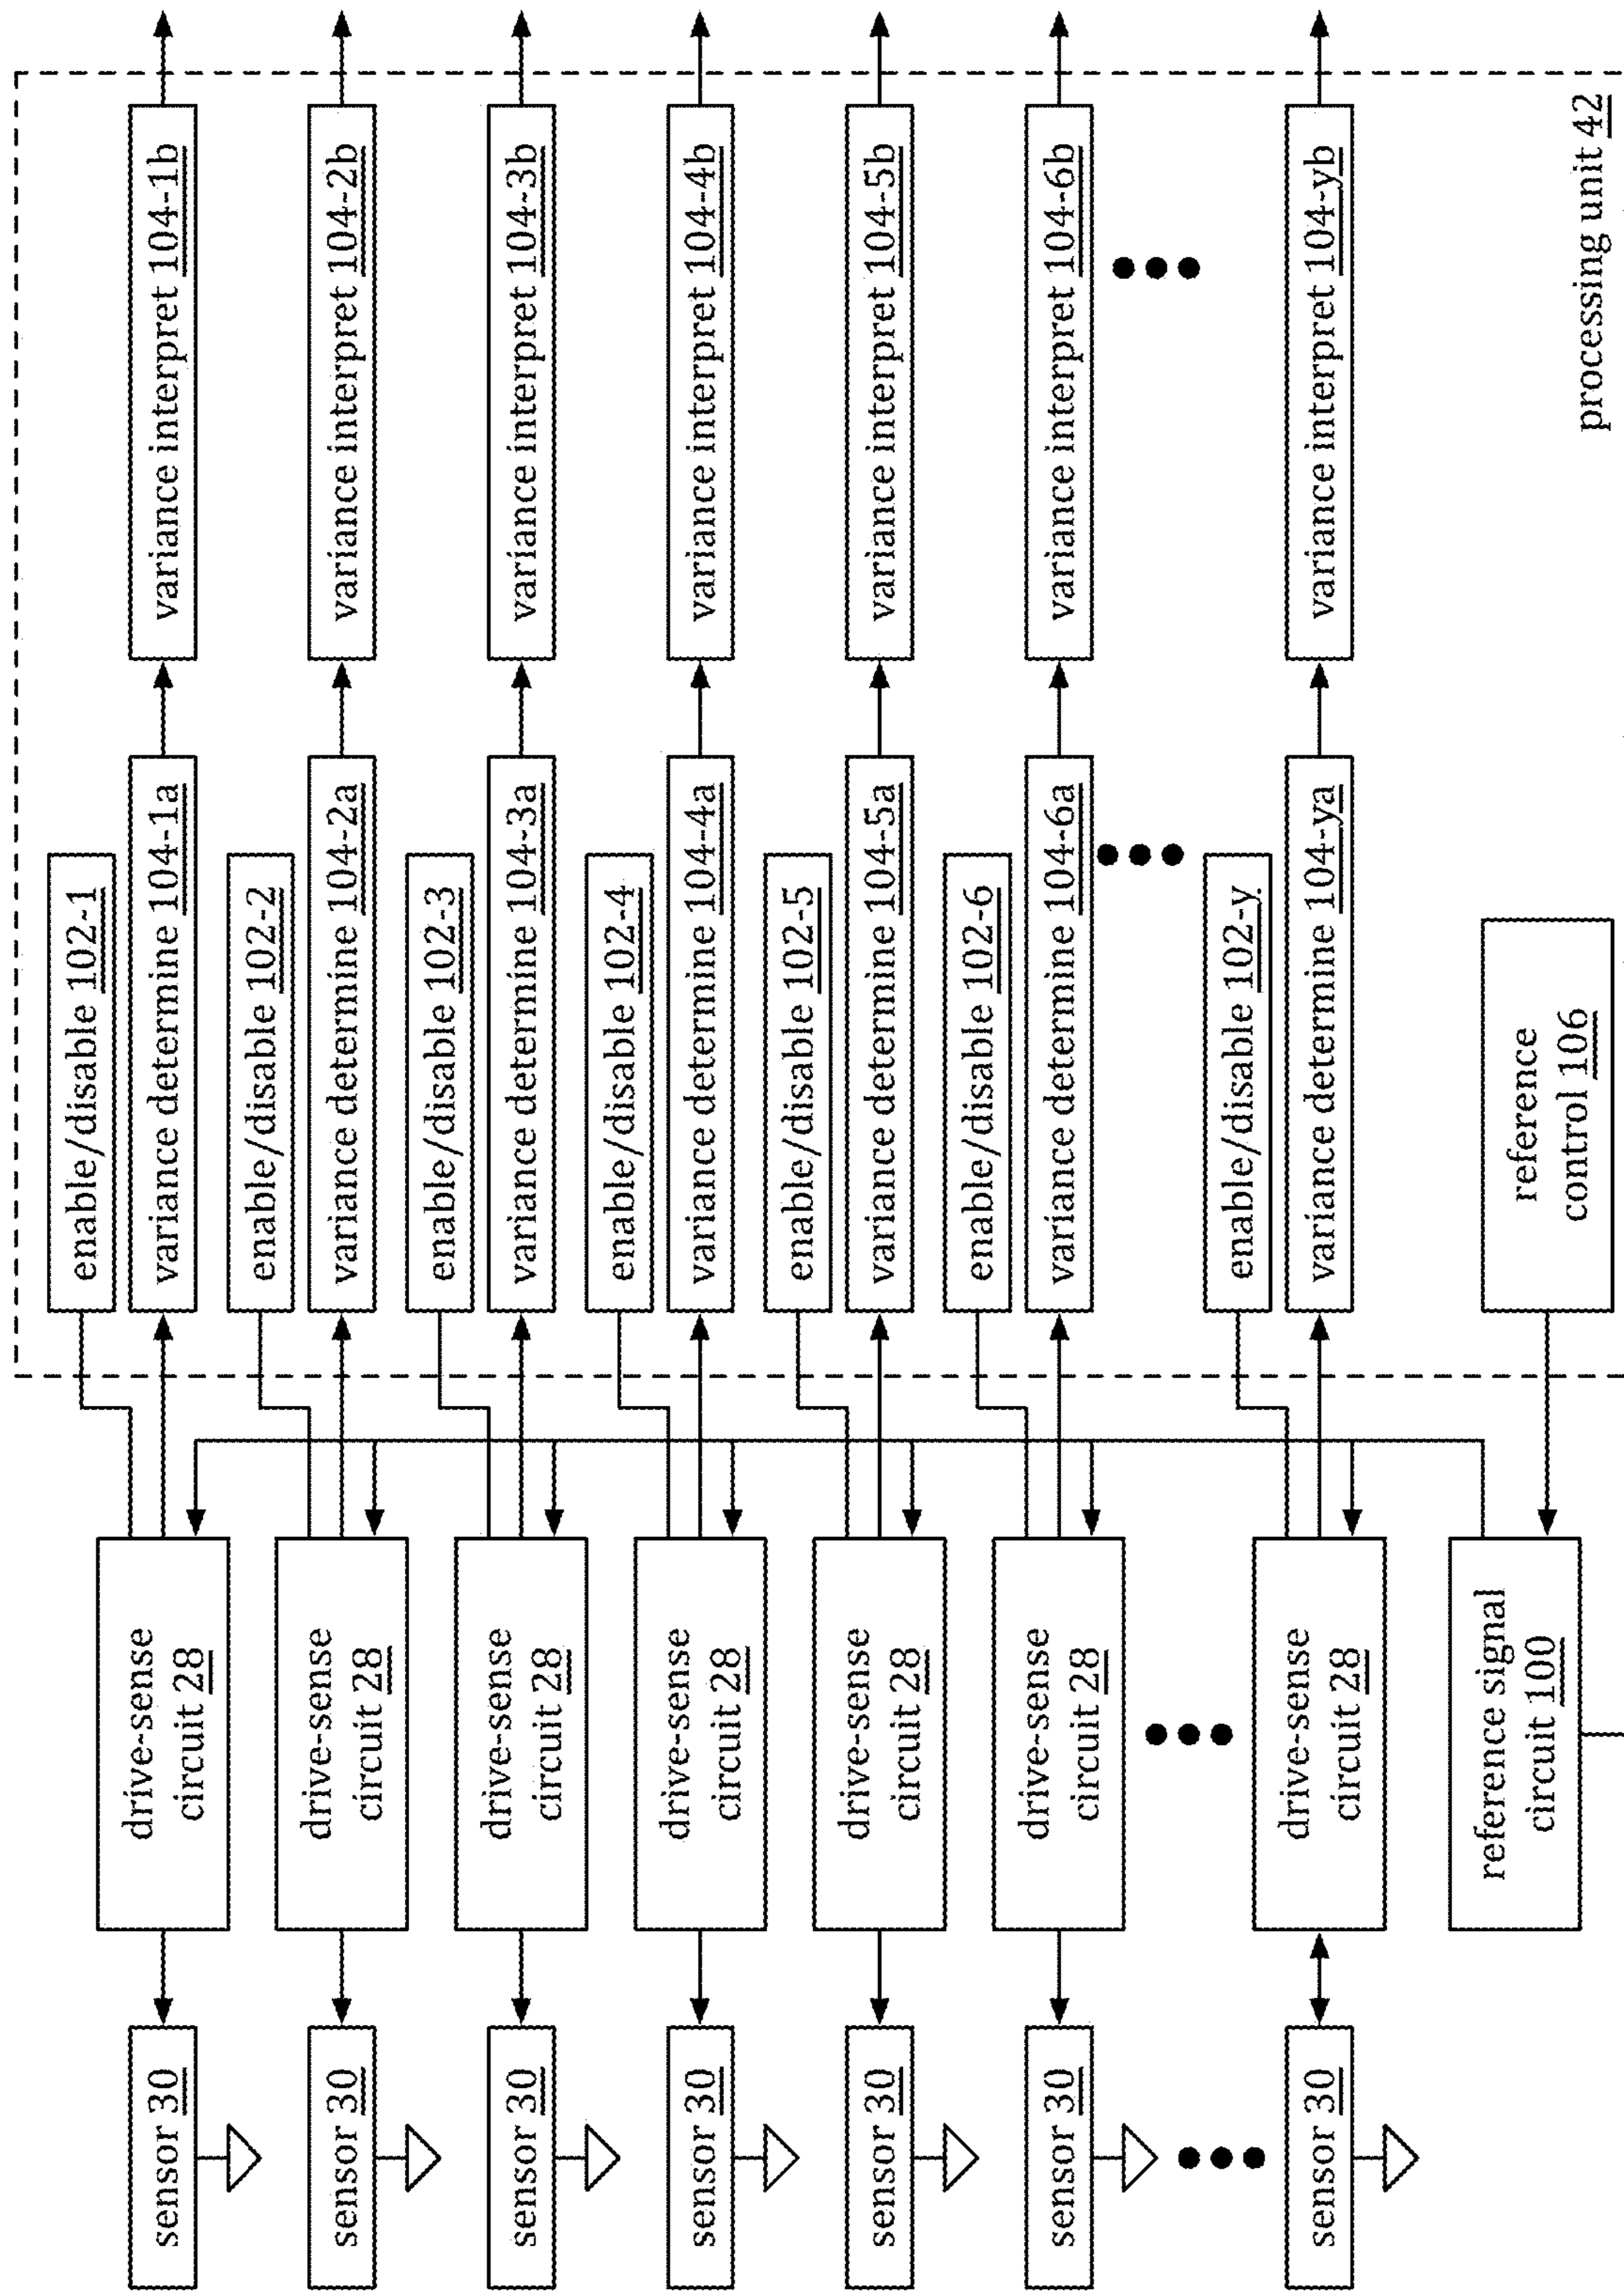 sensor 30
drive-sense
circuit 28
enable/disable 102-1
variance determine 104-1a
variance interpret 104-1b
sensor 30
drive-sense
circuit 28
enable/disable 102-2
variance determine 104-2a
variance interpret 104-2b
sensor 30
drive-sense
circuit 28
enable/disable 102-3
variance determine 104-3a
variance interpret 104-3b
sensor 30
drive-sense
circuit 28
enable/disable 102-4
variance determine 104-4a
variance interpret 104-4b
sensor 30
drive-sense
circuit 28
enable/disable 102-5
variance determine 104-5a
variance interpret 104-5b
sensor 30
drive-sense
circuit 28
enable/disable 102-6
variance determine 104-6a
variance interpret 104-6b
sensor 30
drive-sense
circuit 28
enable/disable 102-y
variance determine 104-ya
variance interpret 104-yb
reference signal
circuit 100
reference
control 106
processing unit 42